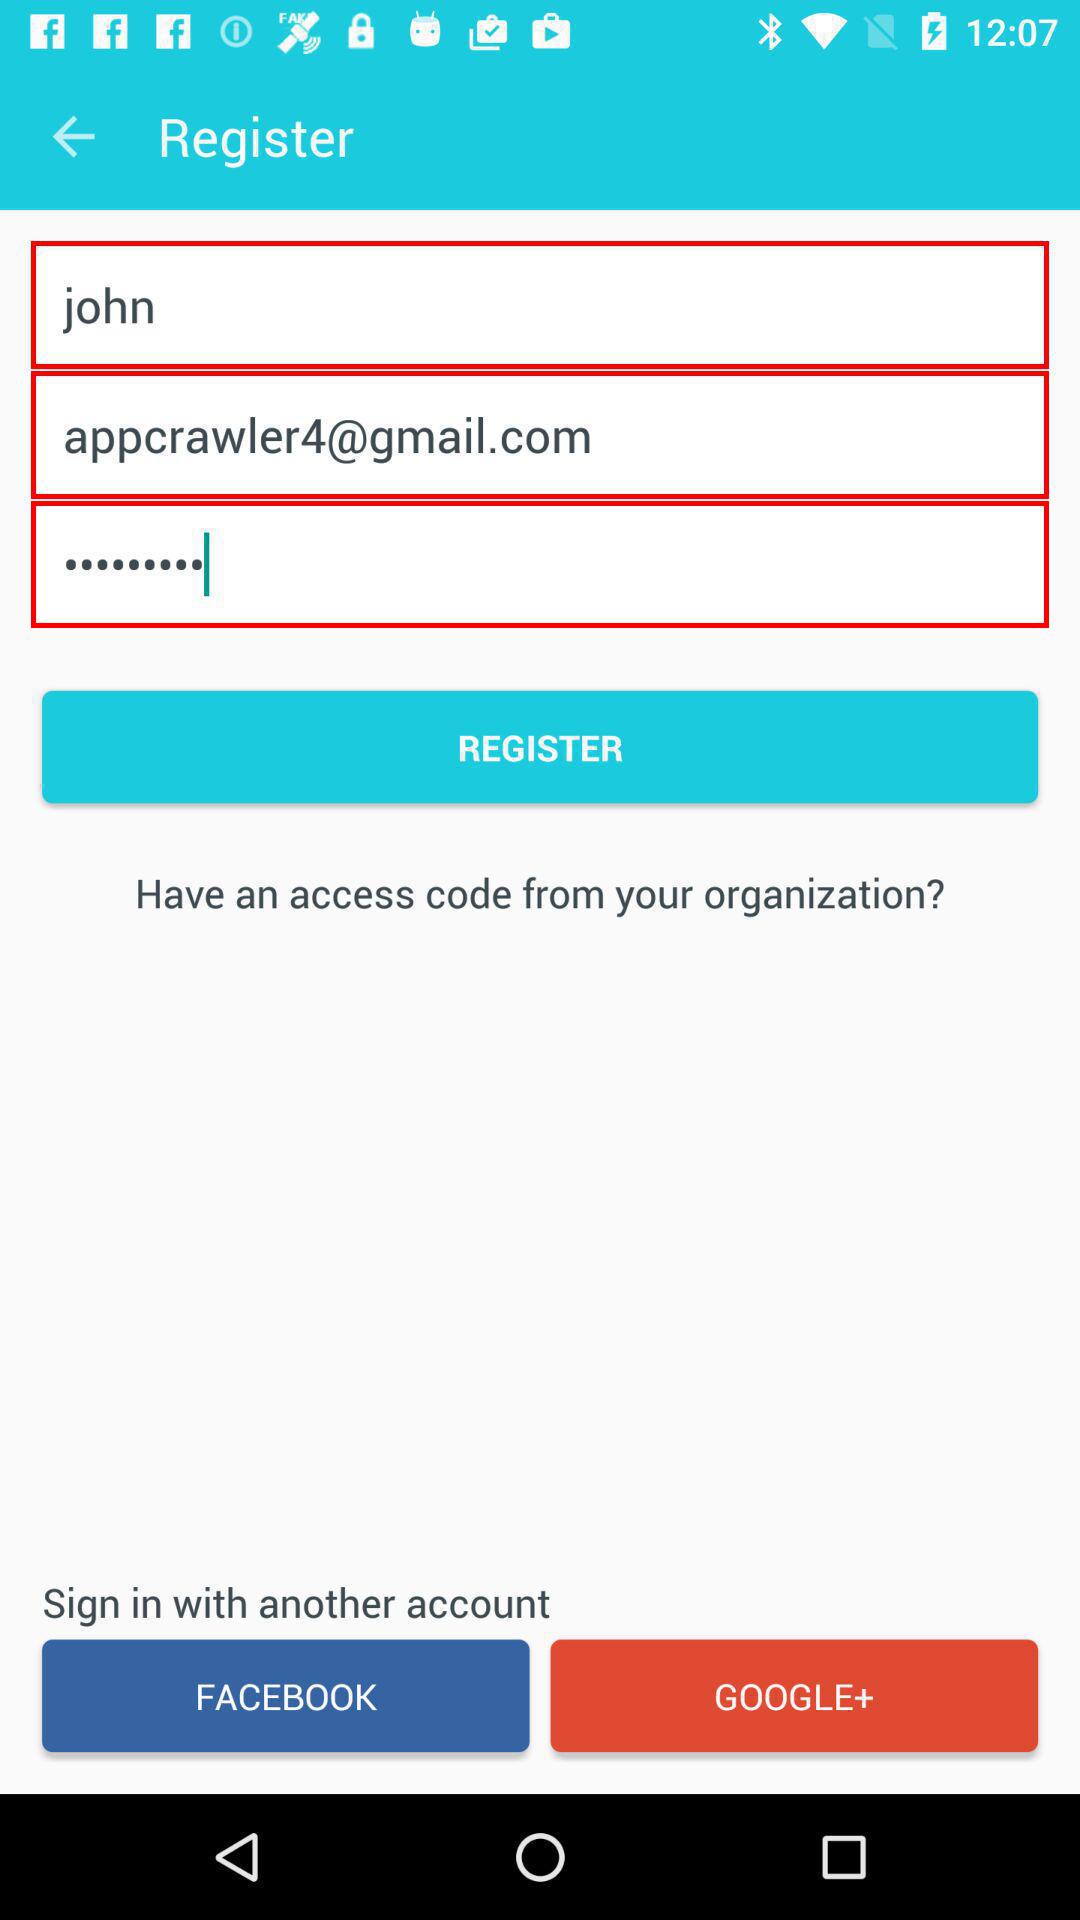 FAKE
12:07
Register
john
appcrawler4@gmail.com
•••••••••
REGISTER
Have an access code from your organization?
Sign in with another account
FACEBOOK
GOOGLE+